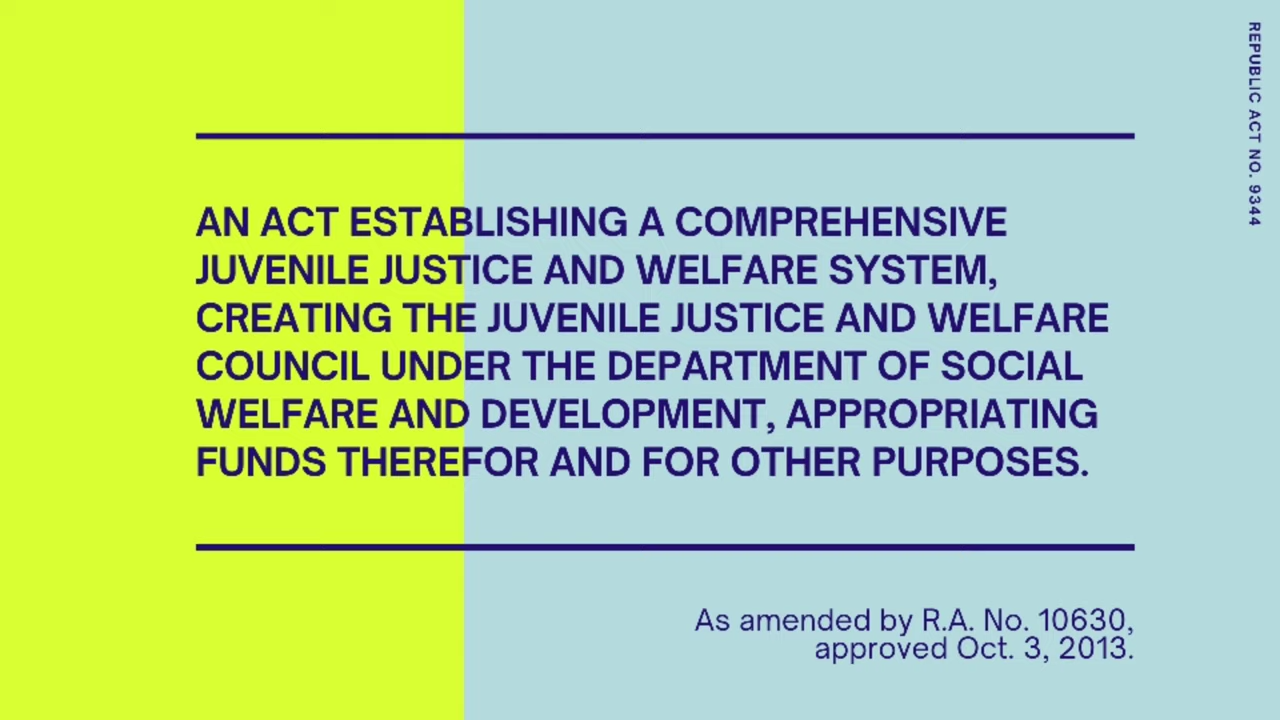 REPUBLIC ACT NO. 9344
AN ACT ESTABLISHING A COMPREHENSIVE
JUVENILE JUSTICE AND WELFARE SYSTEM,
CREATING THE JUVENILE JUSTICE AND WELFARE
COUNCIL UNDER THE DEPARTMENT OF SOCIAL
WELFARE AND DEVELOPMENT, APPROPRIATING
FUNDS THEREFOR AND FOR OTHER PURPOSES.
As amended by R.A. No. 10630,
approved Oct. 3, 2013.